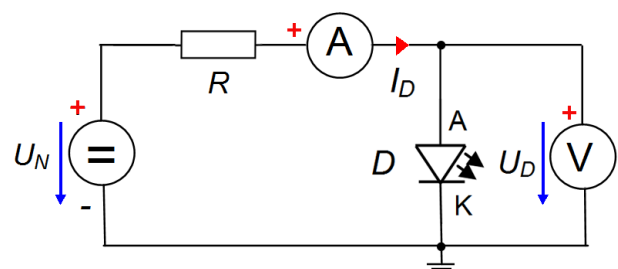 +
A
R
I_D
+
+
A
U_N
=
D
U_D
V
-
K